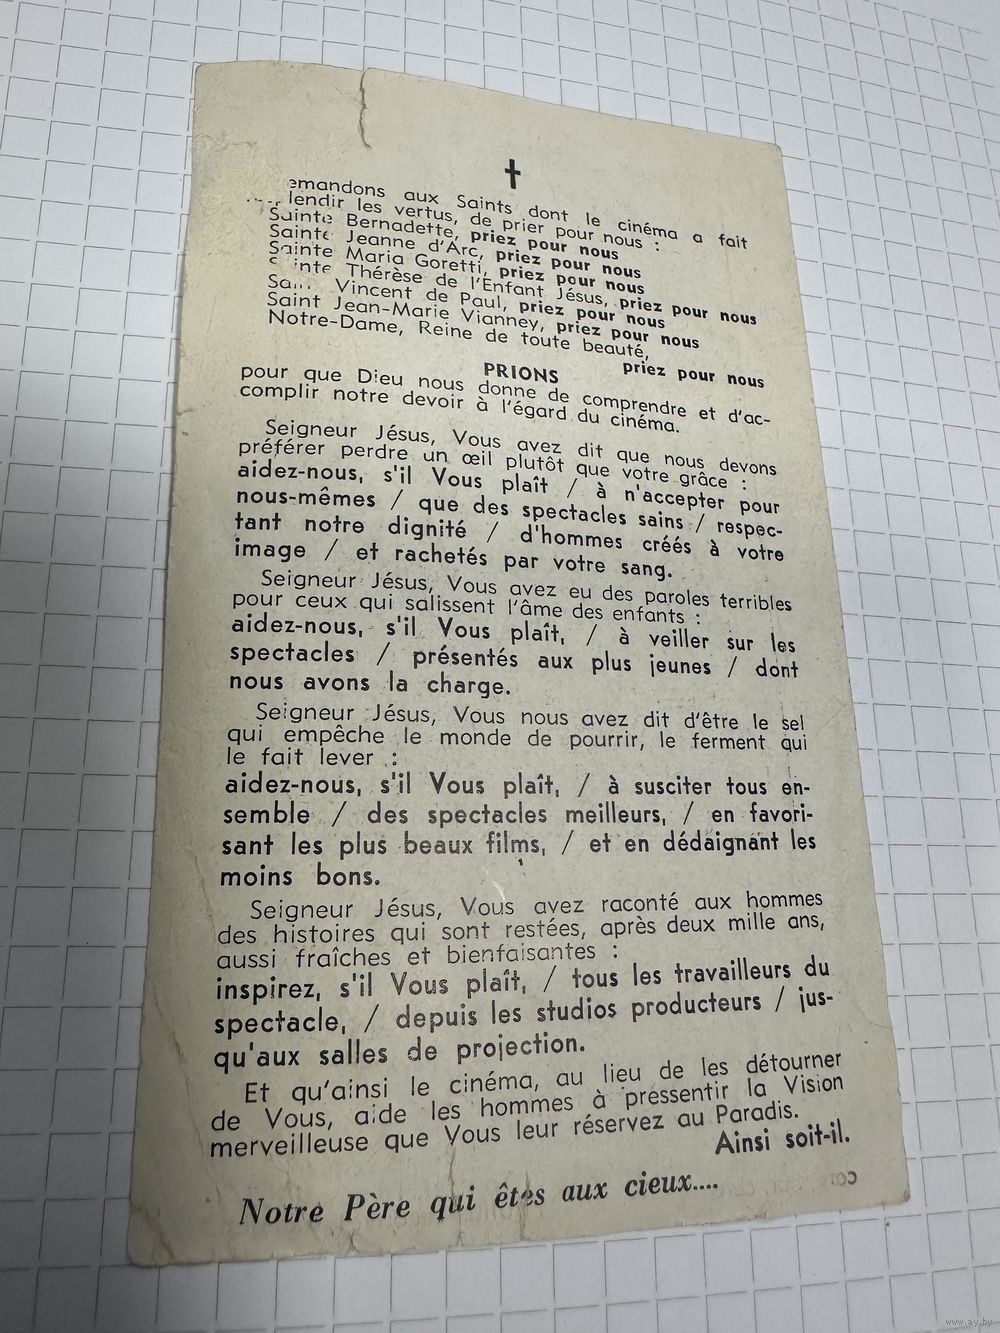 ✝
emandons aux Saints dont le cinéma a fait
lendir les vertus, de prier pour nous :
Sainte Bernadette, priez pour nous
Sainte Jeanne d'Arc, priez pour nous
Sainte Maria Goretti, priez pour nous
inte Thérèse de l'Enfant Jésus, priez pour nous
Sa Vincent de Paul, priez pour nous
Saint Jean-Marie Vianney, priez pour nous
Notre-Dame, Reine de toute beauté,
priez pour nous
PRIONS
pour que Dieu nous donne de comprendre et d'ac-
complir notre devoir à l'égard du cinéma.
Seigneur Jésus, Vous avez dit que nous devons
préférer perdre un œil plutôt que votre grâce :
aidez-nous, s'il Vous plaît / à n'accepter pour
nous-mêmes / que des spectacles sains / respec-
tant notre dignité / d'hommes créés à votre
image / et rachetés par votre sang.
Seigneur Jésus, Vous avez eu des paroles terribles
pour ceux qui salissent l'âme des enfants :
aidez-nous, s'il Vous plaît, / à veiller sur les
spectacles / présentés aux plus jeunes / dont
nous avons la charge.
Seigneur Jésus, Vous nous avez dit d'être le sel
qui empêche le monde de pourrir, le ferment qui
le fait lever :
aidez-nous, s'il Vous plaît, / à susciter tous en-
semble / des spectacles meilleurs, / en favori-
sant les plus beaux films, / et en dédaignant les
moins bons.
Seigneur Jésus, Vous avez raconté aux hommes
des histoires qui sont restées, après deux mille ans,
aussi fraîches et bienfaisantes :
inspirez, s'il Vous plaît, / tous les travailleurs du
spectacle, / depuis les studios producteurs / jus-
qu'aux salles de projection.
Et qu'ainsi le cinéma, au lieu de les détourner
de Vous, aide les hommes à pressentir la Vision
merveilleuse que Vous leur réservez au Paradis.
Ainsi soit-il.
Notre Père qui êtes aux cieux....
www.ay.by